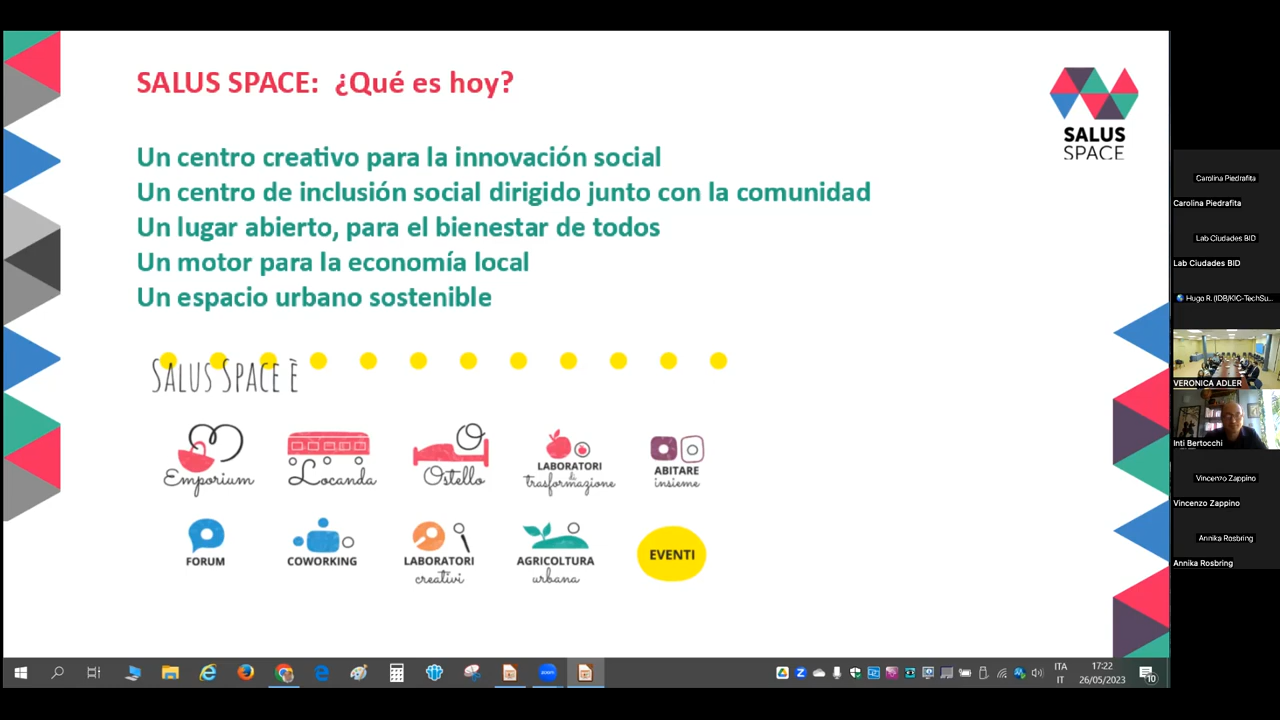 SALUS SPACE: ¿Qué es hoy?
SALUS
SPACE
Un centro creativo para la innovación social
Un centro de inclusión social dirigido junto con la comunidad
Un lugar abierto, para el bienestar de todos
Un motor para la economía local
Un espacio urbano sostenible
SALUS SPACE È
Emporium
Locanda
Ostello
LABORATORI
di
trasformazione
ABITARE
insieme
FORUM
COWORKING
LABORATORI
creativi
AGRICOLTURA
urbana
EVENTI
Carolina Piedrafita
Carolina Piedrafita
Lab Ciudades BID
Lab Ciudades BID
Hugo R. (IDB/KIC-TechSu...
VERONICA ADLER
Inti Bertocchi
Vincenzo Zappino
Vincenzo Zappino
Annika Rosbring
Annika Rosbring
zoom
ITA
IT
17:22
26/05/2023
10